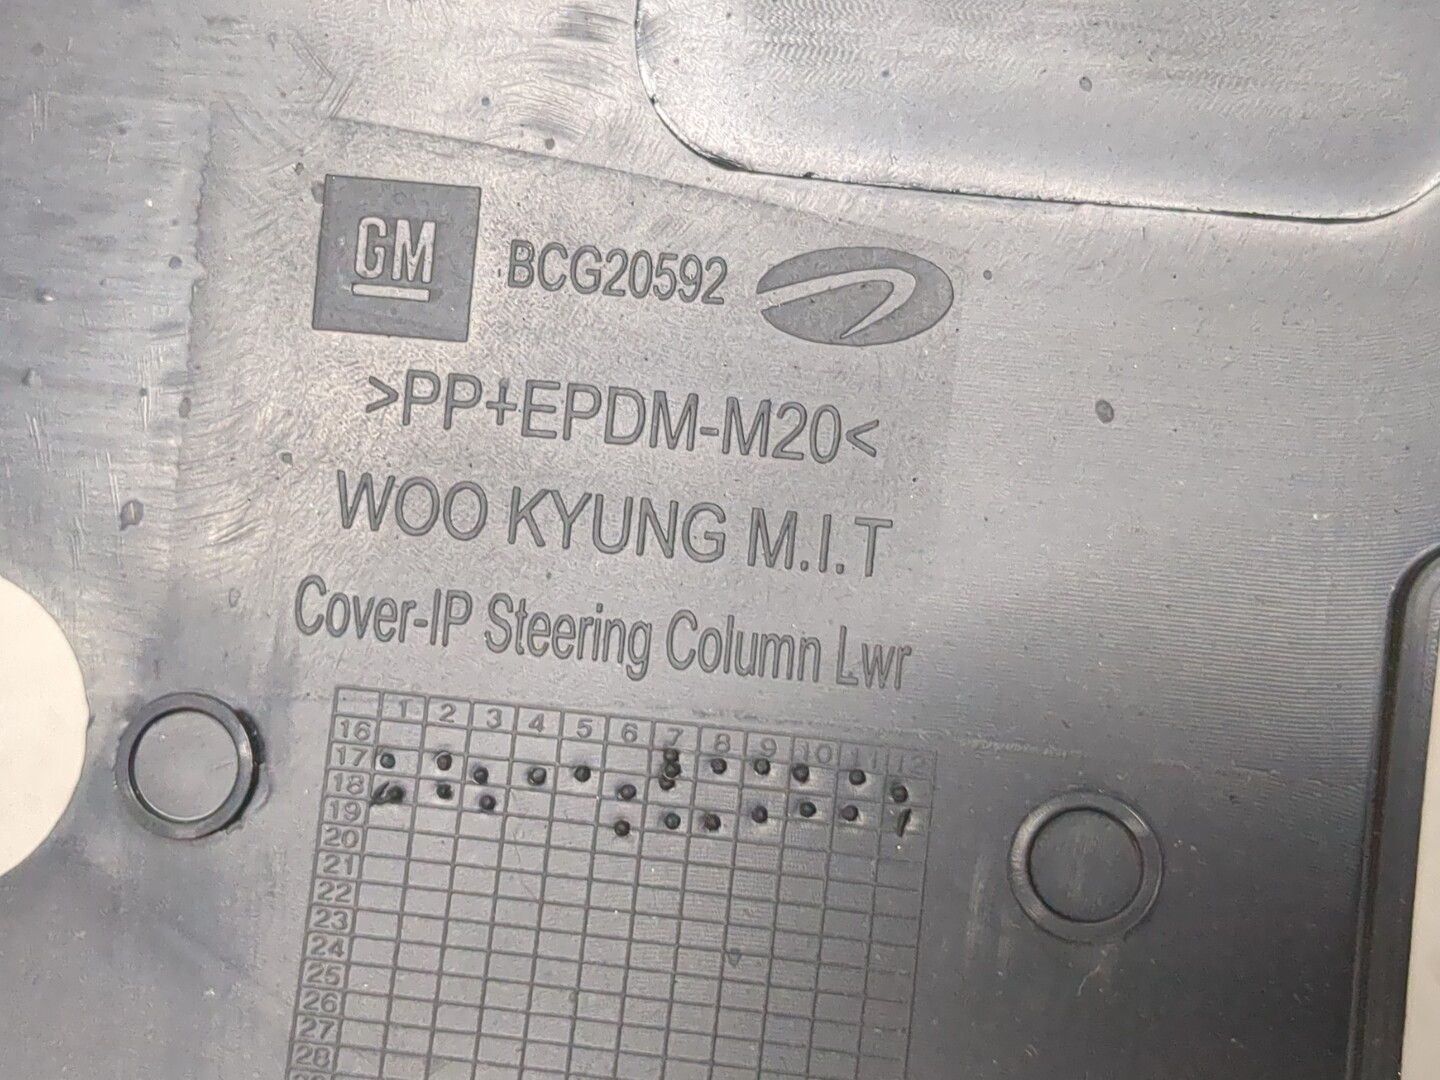 GM BCG20592
>PP+EPDM-M20<
WOO KYUNG M.I.T
Cover-IP Steering Column Lwr
1 2 3 4 5 6 7 8 9 10 11 12
16
17
18
19
20
21
22
23
24
25
26
27
28